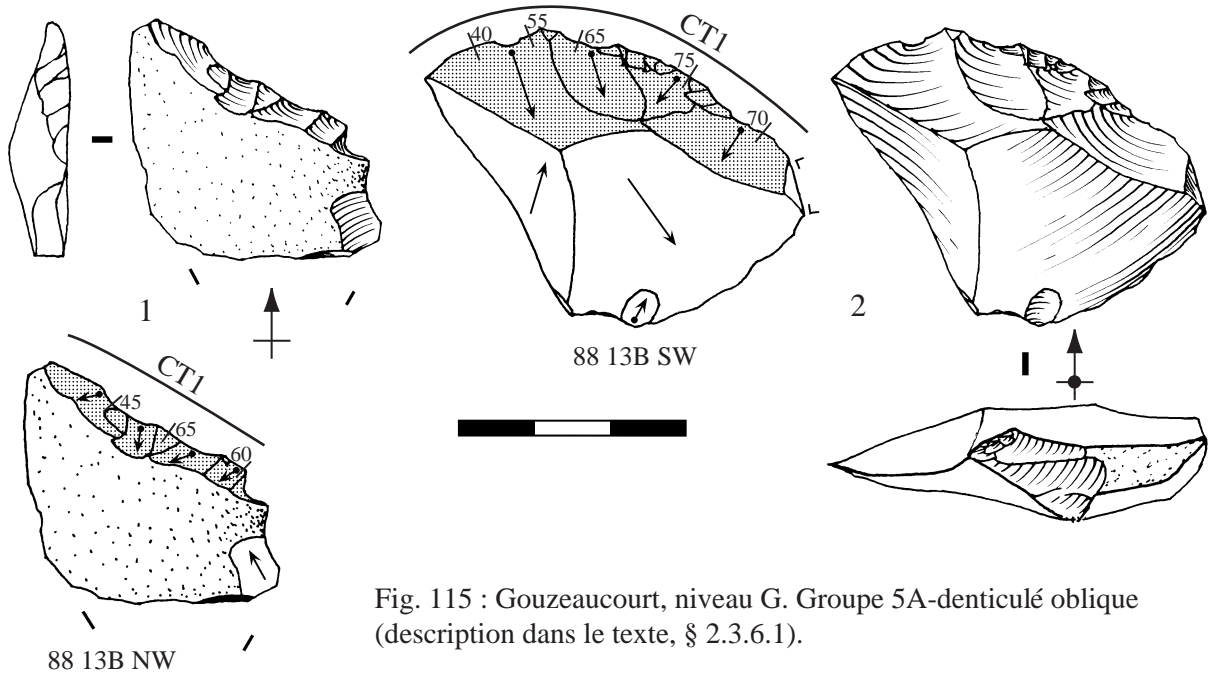 40 55 65 75 70
CT1
1
2
88 13B SW
CT1
45 65 60
88 13B NW
Fig. 115 : Gouzeaucourt, niveau G. Groupe 5A-denticulé oblique
(description dans le texte, § 2.3.6.1).